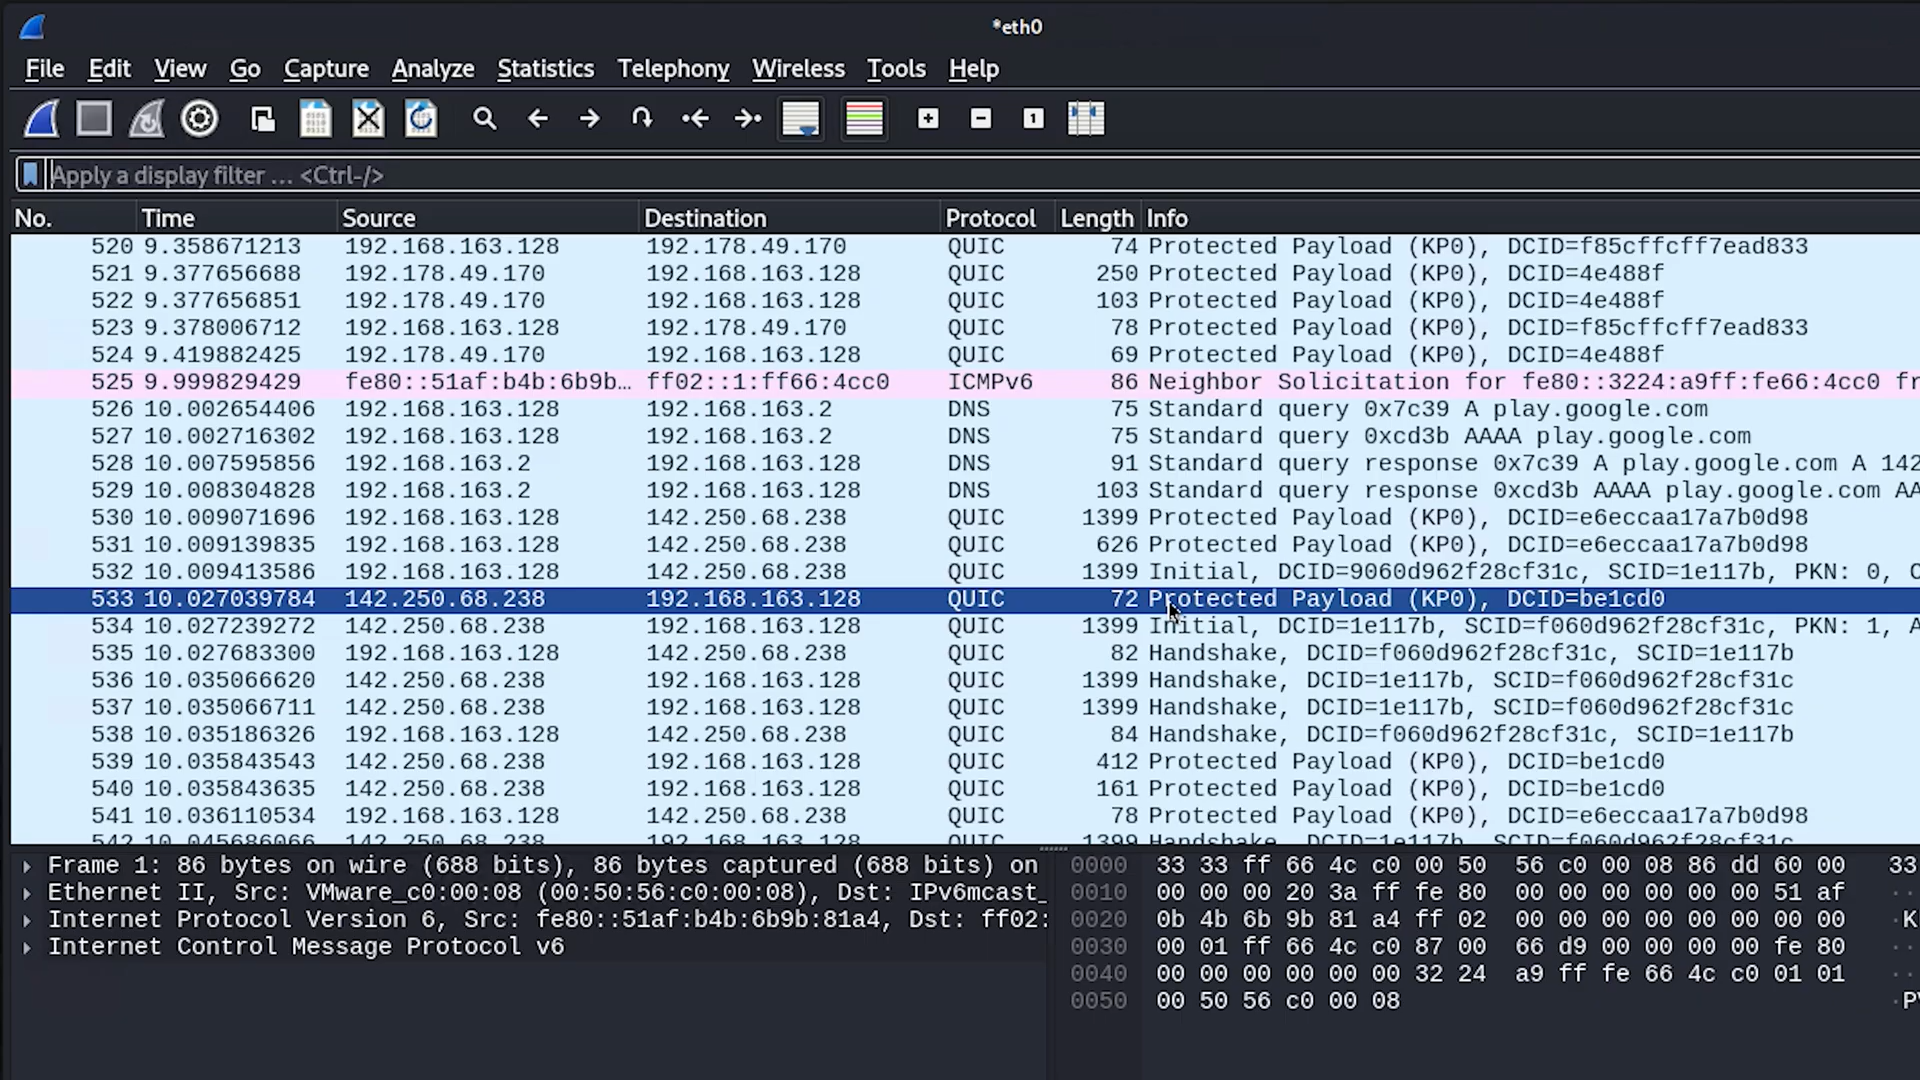 *eth0
File Edit View Go Capture Analyze Statistics Telephony Wireless Tools Help
Apply a display filter ... <Ctrl-/>
No. Time Source Destination Protocol Length Info
520 9.358671213 192.168.163.128 192.178.49.170 QUIC 74 Protected Payload (KP0), DCID=f85cffcff7ead833
521 9.377656688 192.178.49.170 192.168.163.128 QUIC 250 Protected Payload (KP0), DCID=4e488f
522 9.377656851 192.178.49.170 192.168.163.128 QUIC 103 Protected Payload (KP0), DCID=4e488f
523 9.378006712 192.168.163.128 192.178.49.170 QUIC 78 Protected Payload (KP0), DCID=f85cffcff7ead833
524 9.419882425 192.178.49.170 192.168.163.128 QUIC 69 Protected Payload (KP0), DCID=4e488f
525 9.999829429 fe80::51af:b4b:6b9b… ff02::1:ff66:4cc0 ICMPv6 86 Neighbor Solicitation for fe80::3224:a9ff:fe66:4cc0 fr
526 10.002654406 192.168.163.128 192.168.163.2 DNS 75 Standard query 0x7c39 A play.google.com
527 10.002716302 192.168.163.128 192.168.163.2 DNS 75 Standard query 0xcd3b AAAA play.google.com
528 10.007595856 192.168.163.2 192.168.163.128 DNS 91 Standard query response 0x7c39 A play.google.com A 142
529 10.008304828 192.168.163.2 192.168.163.128 DNS 103 Standard query response 0xcd3b AAAA play.google.com AA
530 10.009071696 192.168.163.128 142.250.68.238 QUIC 1399 Protected Payload (KP0), DCID=e6eccaa17a7b0d98
531 10.009139835 192.168.163.128 142.250.68.238 QUIC 626 Protected Payload (KP0), DCID=e6eccaa17a7b0d98
532 10.009413586 192.168.163.128 142.250.68.238 QUIC 1399 Initial, DCID=9060d962f28cf31c, SCID=1e117b, PKN: 0, C
533 10.027039784 142.250.68.238 192.168.163.128 QUIC 72 Protected Payload (KP0), DCID=be1cd0
534 10.027239272 142.250.68.238 192.168.163.128 QUIC 1399 Initial, DCID=1e117b, SCID=f060d962f28cf31c, PKN: 1, A
535 10.027683300 192.168.163.128 142.250.68.238 QUIC 82 Handshake, DCID=f060d962f28cf31c, SCID=1e117b
536 10.035066620 142.250.68.238 192.168.163.128 QUIC 1399 Handshake, DCID=1e117b, SCID=f060d962f28cf31c
537 10.035066711 142.250.68.238 192.168.163.128 QUIC 1399 Handshake, DCID=1e117b, SCID=f060d962f28cf31c
538 10.035186326 192.168.163.128 142.250.68.238 QUIC 84 Handshake, DCID=f060d962f28cf31c, SCID=1e117b
539 10.035843543 142.250.68.238 192.168.163.128 QUIC 412 Protected Payload (KP0), DCID=be1cd0
540 10.035843635 142.250.68.238 192.168.163.128 QUIC 161 Protected Payload (KP0), DCID=be1cd0
541 10.036110534 192.168.163.128 142.250.68.238 QUIC 78 Protected Payload (KP0), DCID=e6eccaa17a7b0d98
542 10.045686066 142.250.68.238 192.168.163.128 QUIC 1399 Handshake, DCID=1e117b, SCID=f060d962f28cf31c
Frame 1: 86 bytes on wire (688 bits), 86 bytes captured (688 bits) on
Ethernet II, Src: VMware_c0:00:08 (00:50:56:c0:00:08), Dst: IPv6mcast_
Internet Protocol Version 6, Src: fe80::51af:b4b:6b9b:81a4, Dst: ff02:
Internet Control Message Protocol v6
0000 33 33 ff 66 4c c0 00 50 56 c0 00 08 86 dd 60 00 33
0010 00 00 00 20 3a ff fe 80 00 00 00 00 00 00 51 af ··
0020 0b 4b 6b 9b 81 a4 ff 02 00 00 00 00 00 00 00 00 ·K
0030 00 01 ff 66 4c c0 87 00 66 d9 00 00 00 00 fe 80 ··
0040 00 00 00 00 00 00 32 24 a9 ff fe 66 4c c0 01 01 ··
0050 00 50 56 c0 00 08 ·P